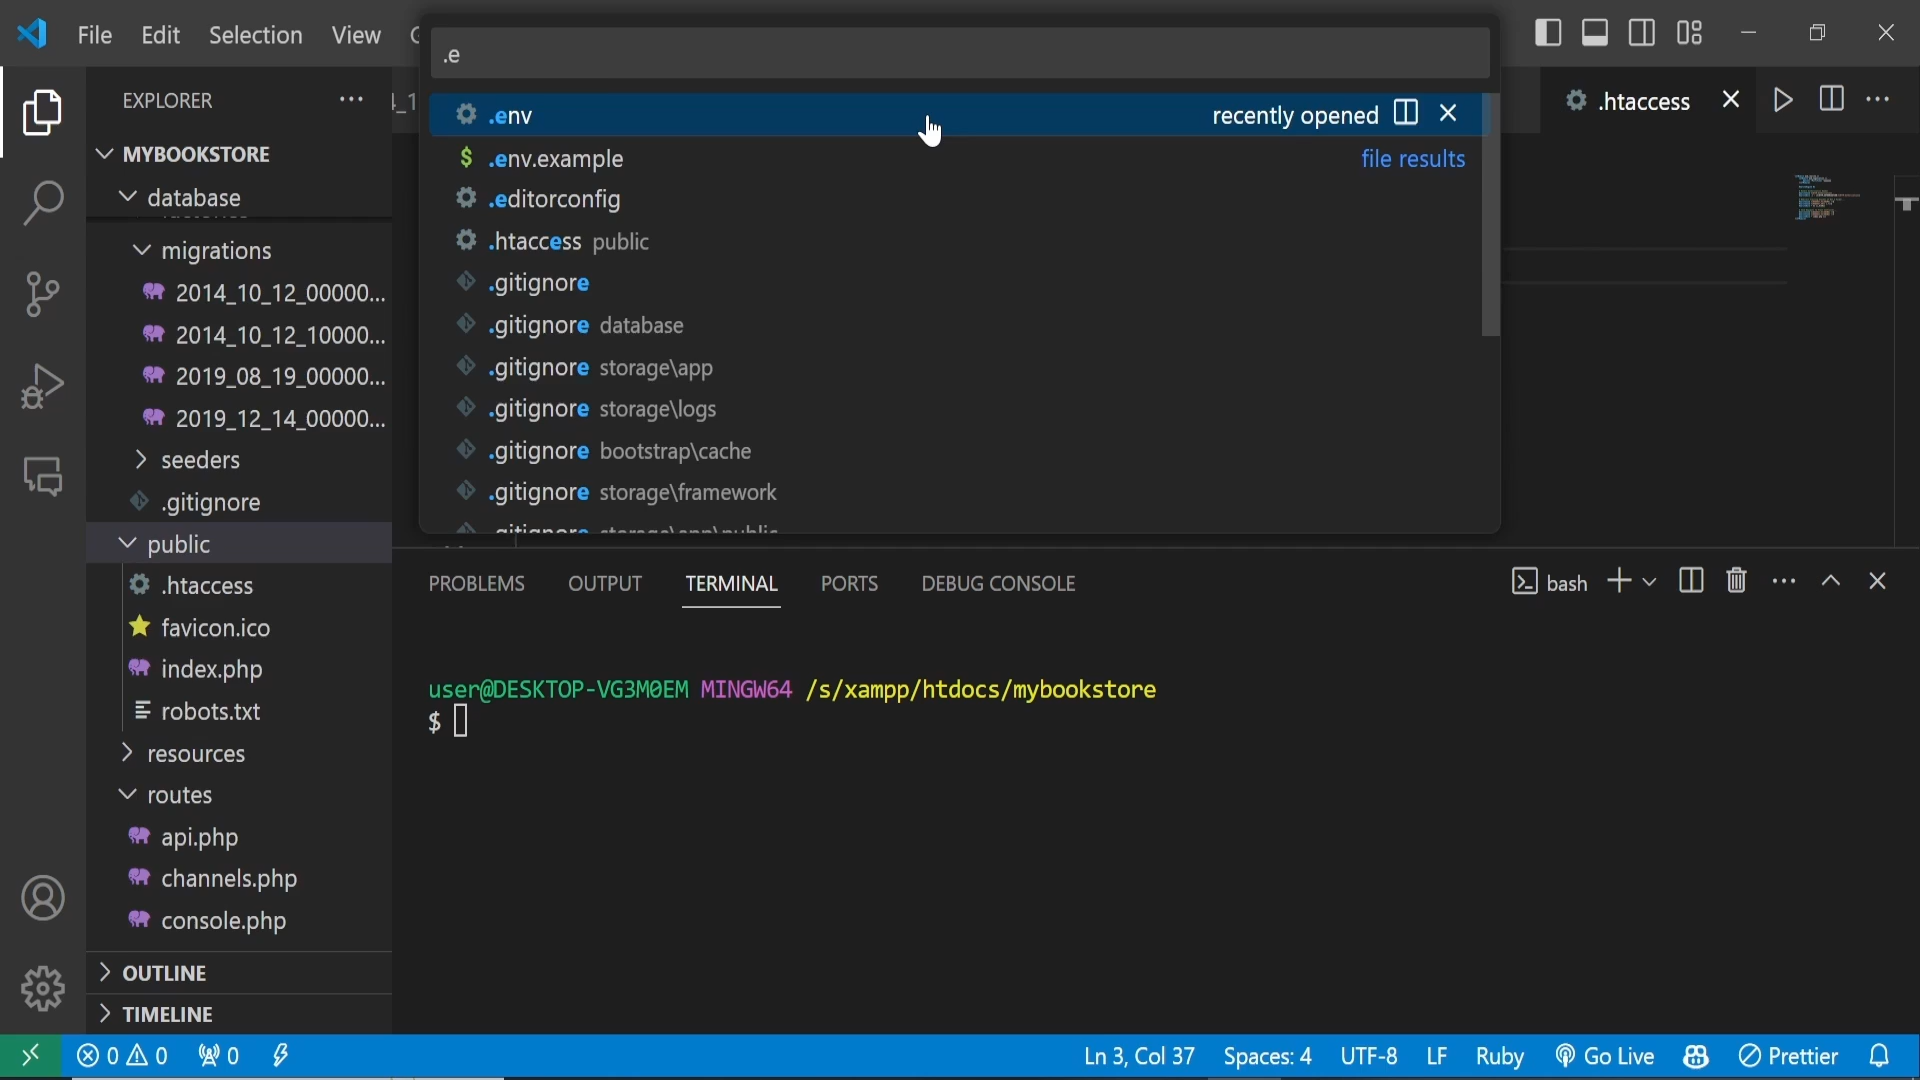 File Edit Selection View
.e
.env recently opened
.env.example file results
.editorconfig
.htaccess public
.gitignore
.gitignore database
.gitignore storage\app
.gitignore storage\logs
.gitignore bootstrap\cache
.gitignore storage\framework
.gitignore storage\app\public
.htaccess
EXPLORER
MYBOOKSTORE
database
migrations
2014_10_12_00000...
2014_10_12_10000...
2019_08_19_00000...
2019_12_14_00000...
seeders
.gitignore
public
.htaccess
favicon.ico
index.php
robots.txt
resources
routes
api.php
channels.php
console.php
OUTLINE
TIMELINE
PROBLEMS OUTPUT TERMINAL PORTS DEBUG CONSOLE
bash
user@DESKTOP-VG3M0EM MINGW64 /s/xampp/htdocs/mybookstore
$
0 0 0 Ln 3, Col 37 Spaces: 4 UTF-8 LF Ruby Go Live Prettier